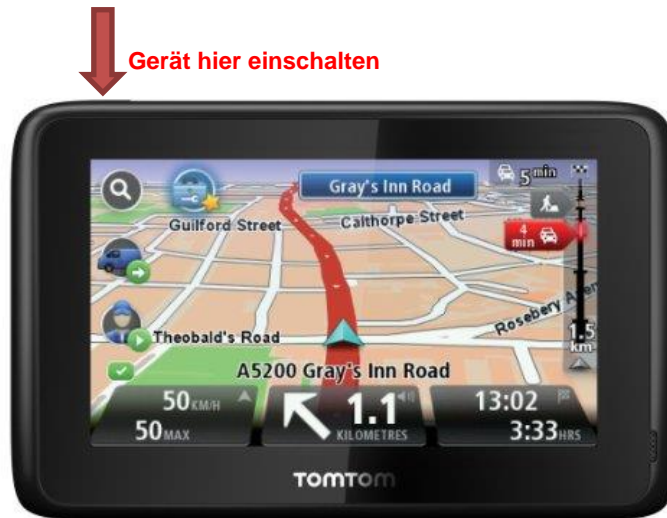 Gerät hier einschalten
Gray's Inn Road
5 min
Guilford Street
Calthorpe Street
4 min
Theobald's Road
Rosebery Aven
1.5 km
A5200 Gray's Inn Road
50 KM/H
50 MAX
1.1
KILOMETRES
13:02
3:33 HRS
TOMTOM